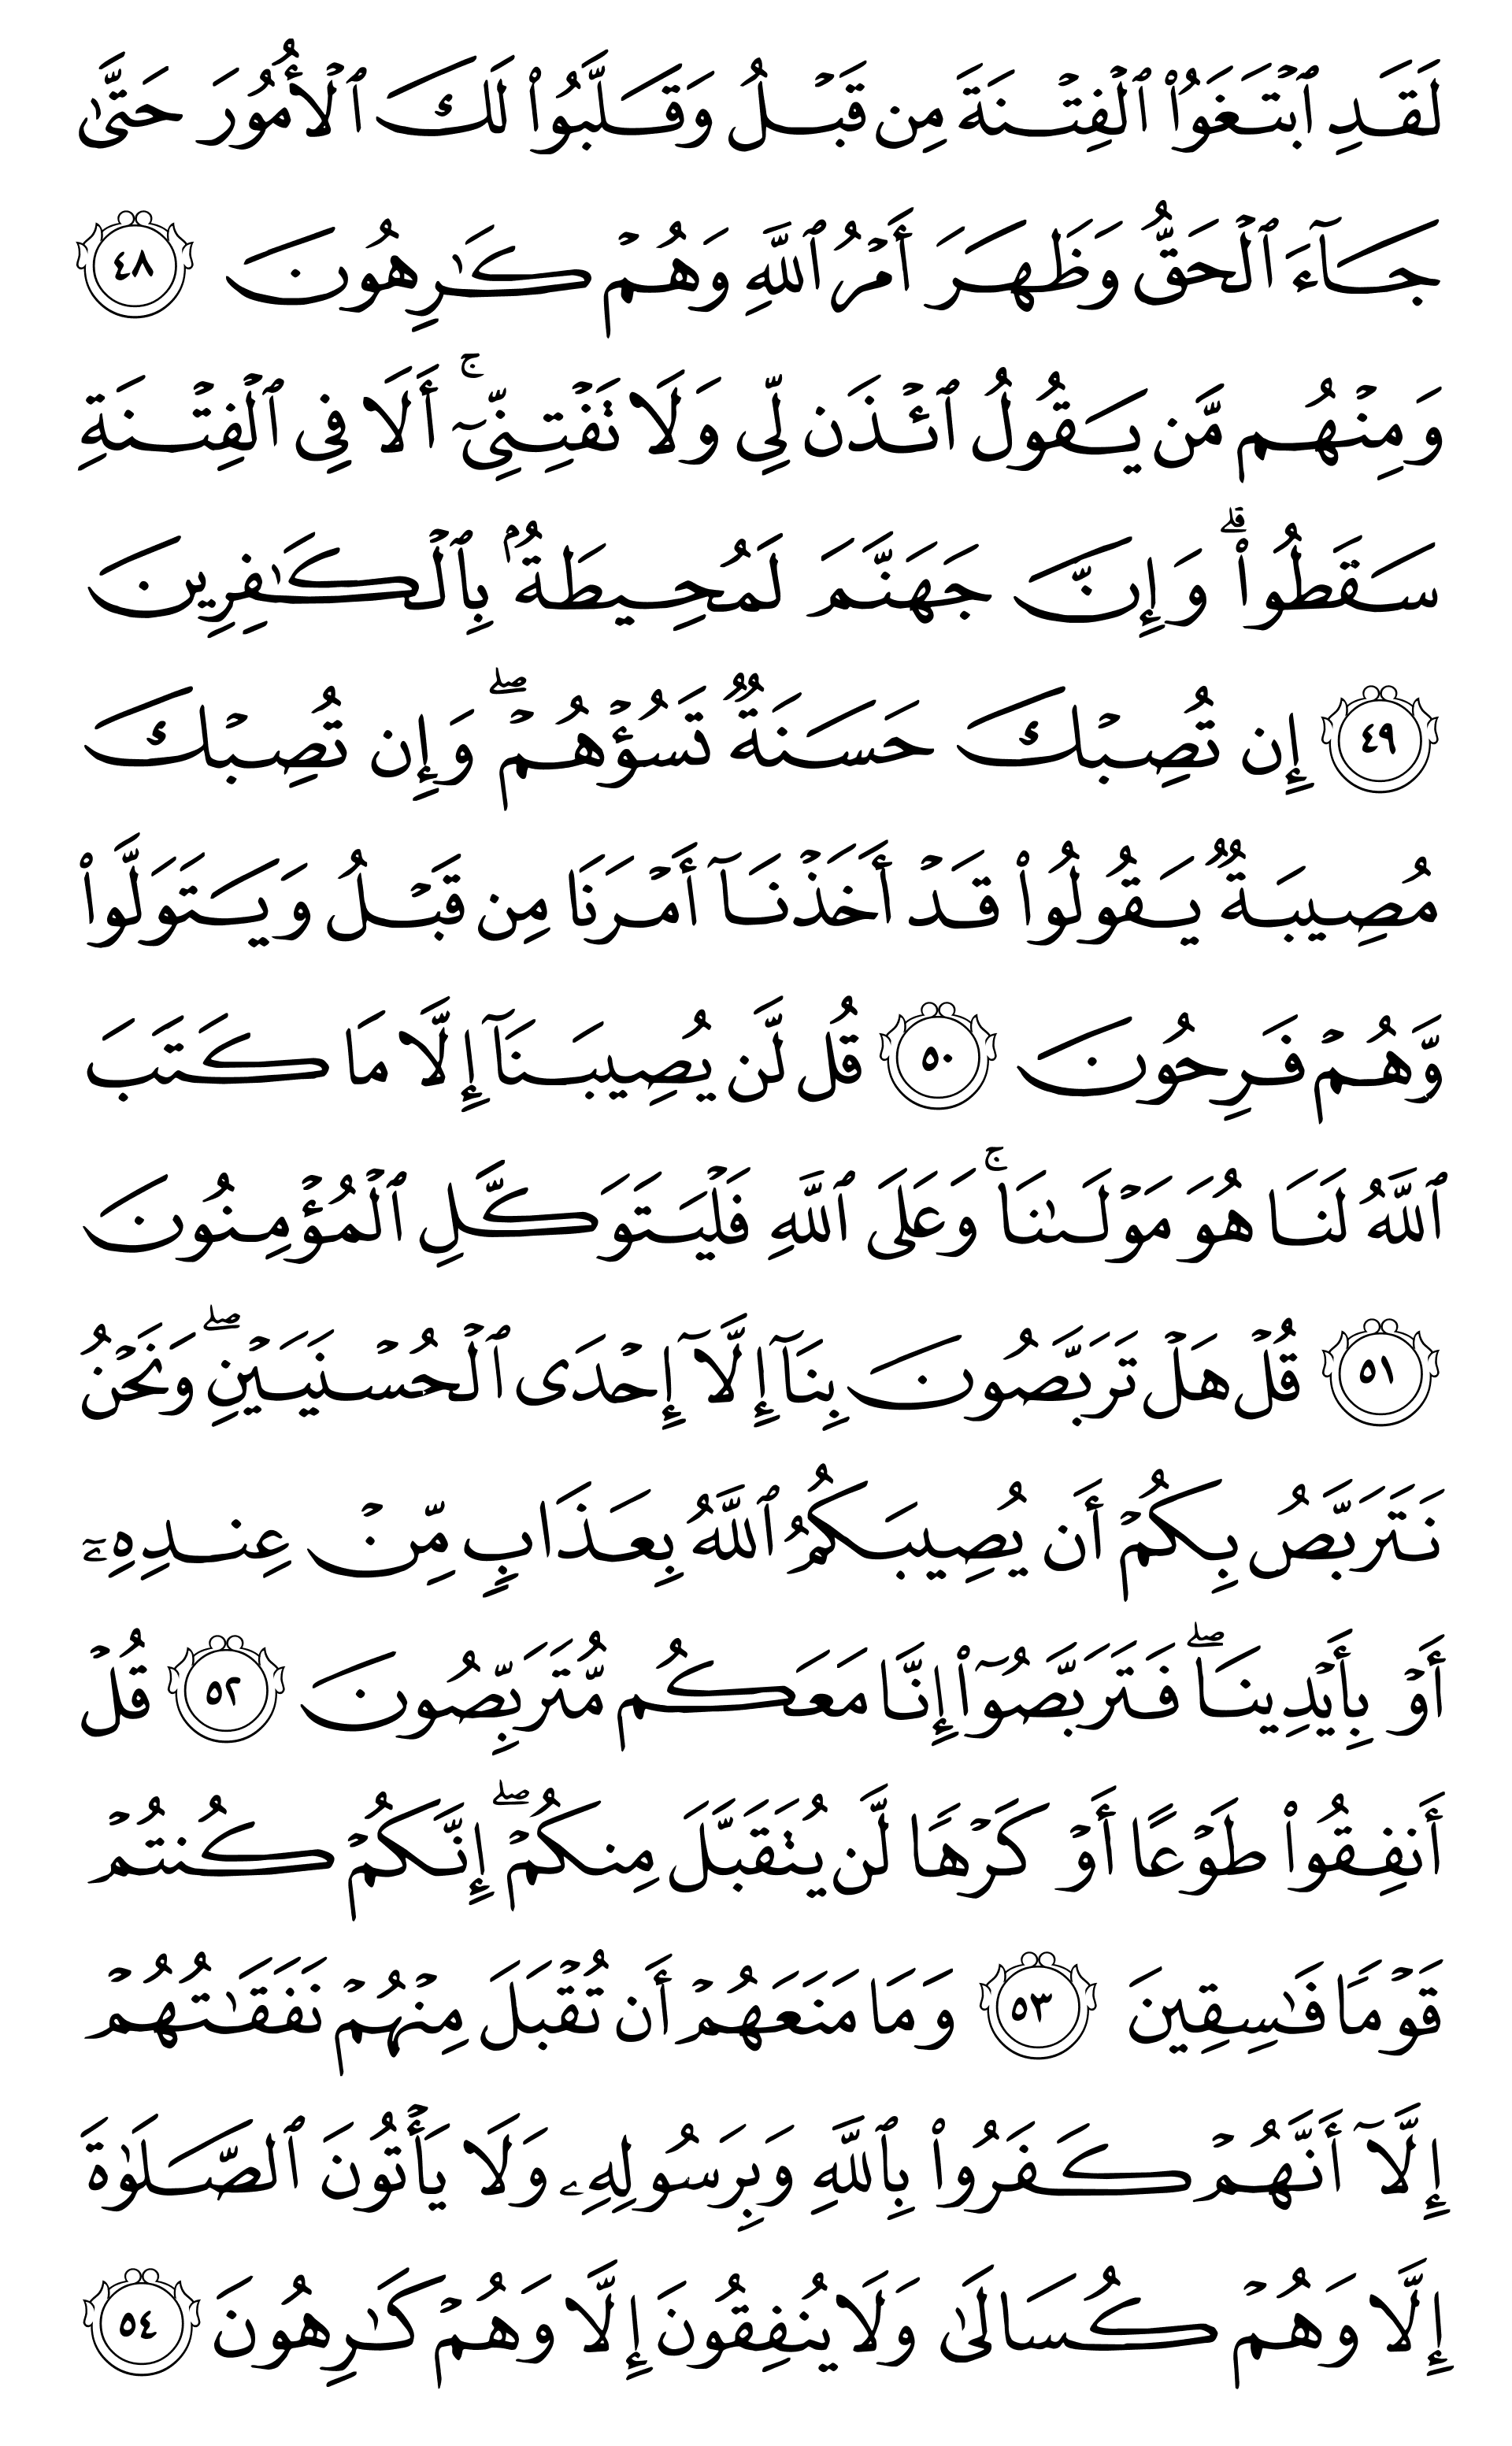 لَقَدِ ٱبۡتَغَوُاْ ٱلۡفِتۡنَةَ مِن قَبۡلُ وَقَلَّبُواْ لَكَ ٱلۡأُمُورَ حَتَّىٰ
جَآءَ ٱلۡحَقُّ وَظَهَرَ أَمۡرُ ٱللَّهِ وَهُمۡ كَٰرِهُونَ ٤٨
وَمِنۡهُم مَّن يَقُولُ ٱئۡذَن لِّي وَلَا تَفۡتِنِّيٓۚ أَلَا فِي ٱلۡفِتۡنَةِ
سَقَطُواْۗ وَإِنَّ جَهَنَّمَ لَمُحِيطَةُۢ بِٱلۡكَٰفِرِينَ
٤٩ إِن تُصِبۡكَ حَسَنَةٞ تَسُؤۡهُمۡۖ وَإِن تُصِبۡكَ
مُصِيبَةٞ يَقُولُواْ قَدۡ أَخَذۡنَآ أَمۡرَنَا مِن قَبۡلُ وَيَتَوَلَّواْ
وَّهُمۡ فَرِحُونَ ٥٠ قُل لَّن يُصِيبَنَآ إِلَّا مَا كَتَبَ
ٱللَّهُ لَنَا هُوَ مَوۡلَىٰنَاۚ وَعَلَى ٱللَّهِ فَلۡيَتَوَكَّلِ ٱلۡمُؤۡمِنُونَ
٥١ قُلۡ هَلۡ تَرَبَّصُونَ بِنَآ إِلَّآ إِحۡدَى ٱلۡحُسۡنَيَيۡنِۖ وَنَحۡنُ
نَتَرَبَّصُ بِكُمۡ أَن يُصِيبَكُمُ ٱللَّهُ بِعَذَابٖ مِّنۡ عِندِهِۦٓ
أَوۡ بِأَيۡدِينَاۖ فَتَرَبَّصُوٓاْ إِنَّا مَعَكُم مُّتَرَبِّصُونَ ٥٢ قُلۡ
أَنفِقُواْ طَوۡعًا أَوۡ كَرۡهٗا لَّن يُتَقَبَّلَ مِنكُمۡۖ إِنَّكُمۡ كُنتُمۡ
قَوۡمٗا فَٰسِقِينَ ٥٣ وَمَا مَنَعَهُمۡ أَن تُقۡبَلَ مِنۡهُمۡ نَفَقَٰتُهُمۡ
إِلَّآ أَنَّهُمۡ كَفَرُواْ بِٱللَّهِ وَبِرَسُولِهِۦ وَلَا يَأۡتُونَ ٱلصَّلَوٰةَ
إِلَّا وَهُمۡ كُسَالَىٰ وَلَا يُنفِقُونَ إِلَّا وَهُمۡ كَٰرِهُونَ ٥٤